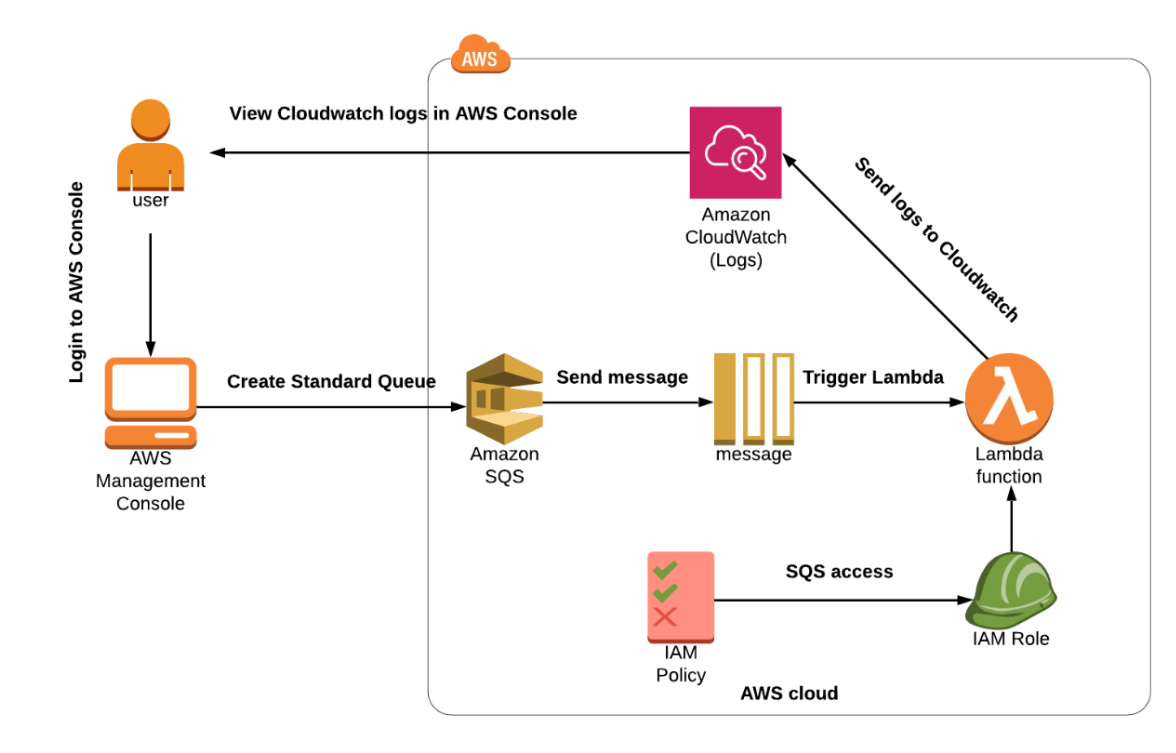 AWS
View Cloudwatch logs in AWS Console
user
Amazon
CloudWatch
(Logs)
Send logs to Cloudwatch
Login to AWS Console
Create Standard Queue
Send message
Trigger Lambda
AWS
Management
Console
Amazon
SQS
message
Lambda
function
SQS access
IAM
Policy
IAM Role
AWS cloud